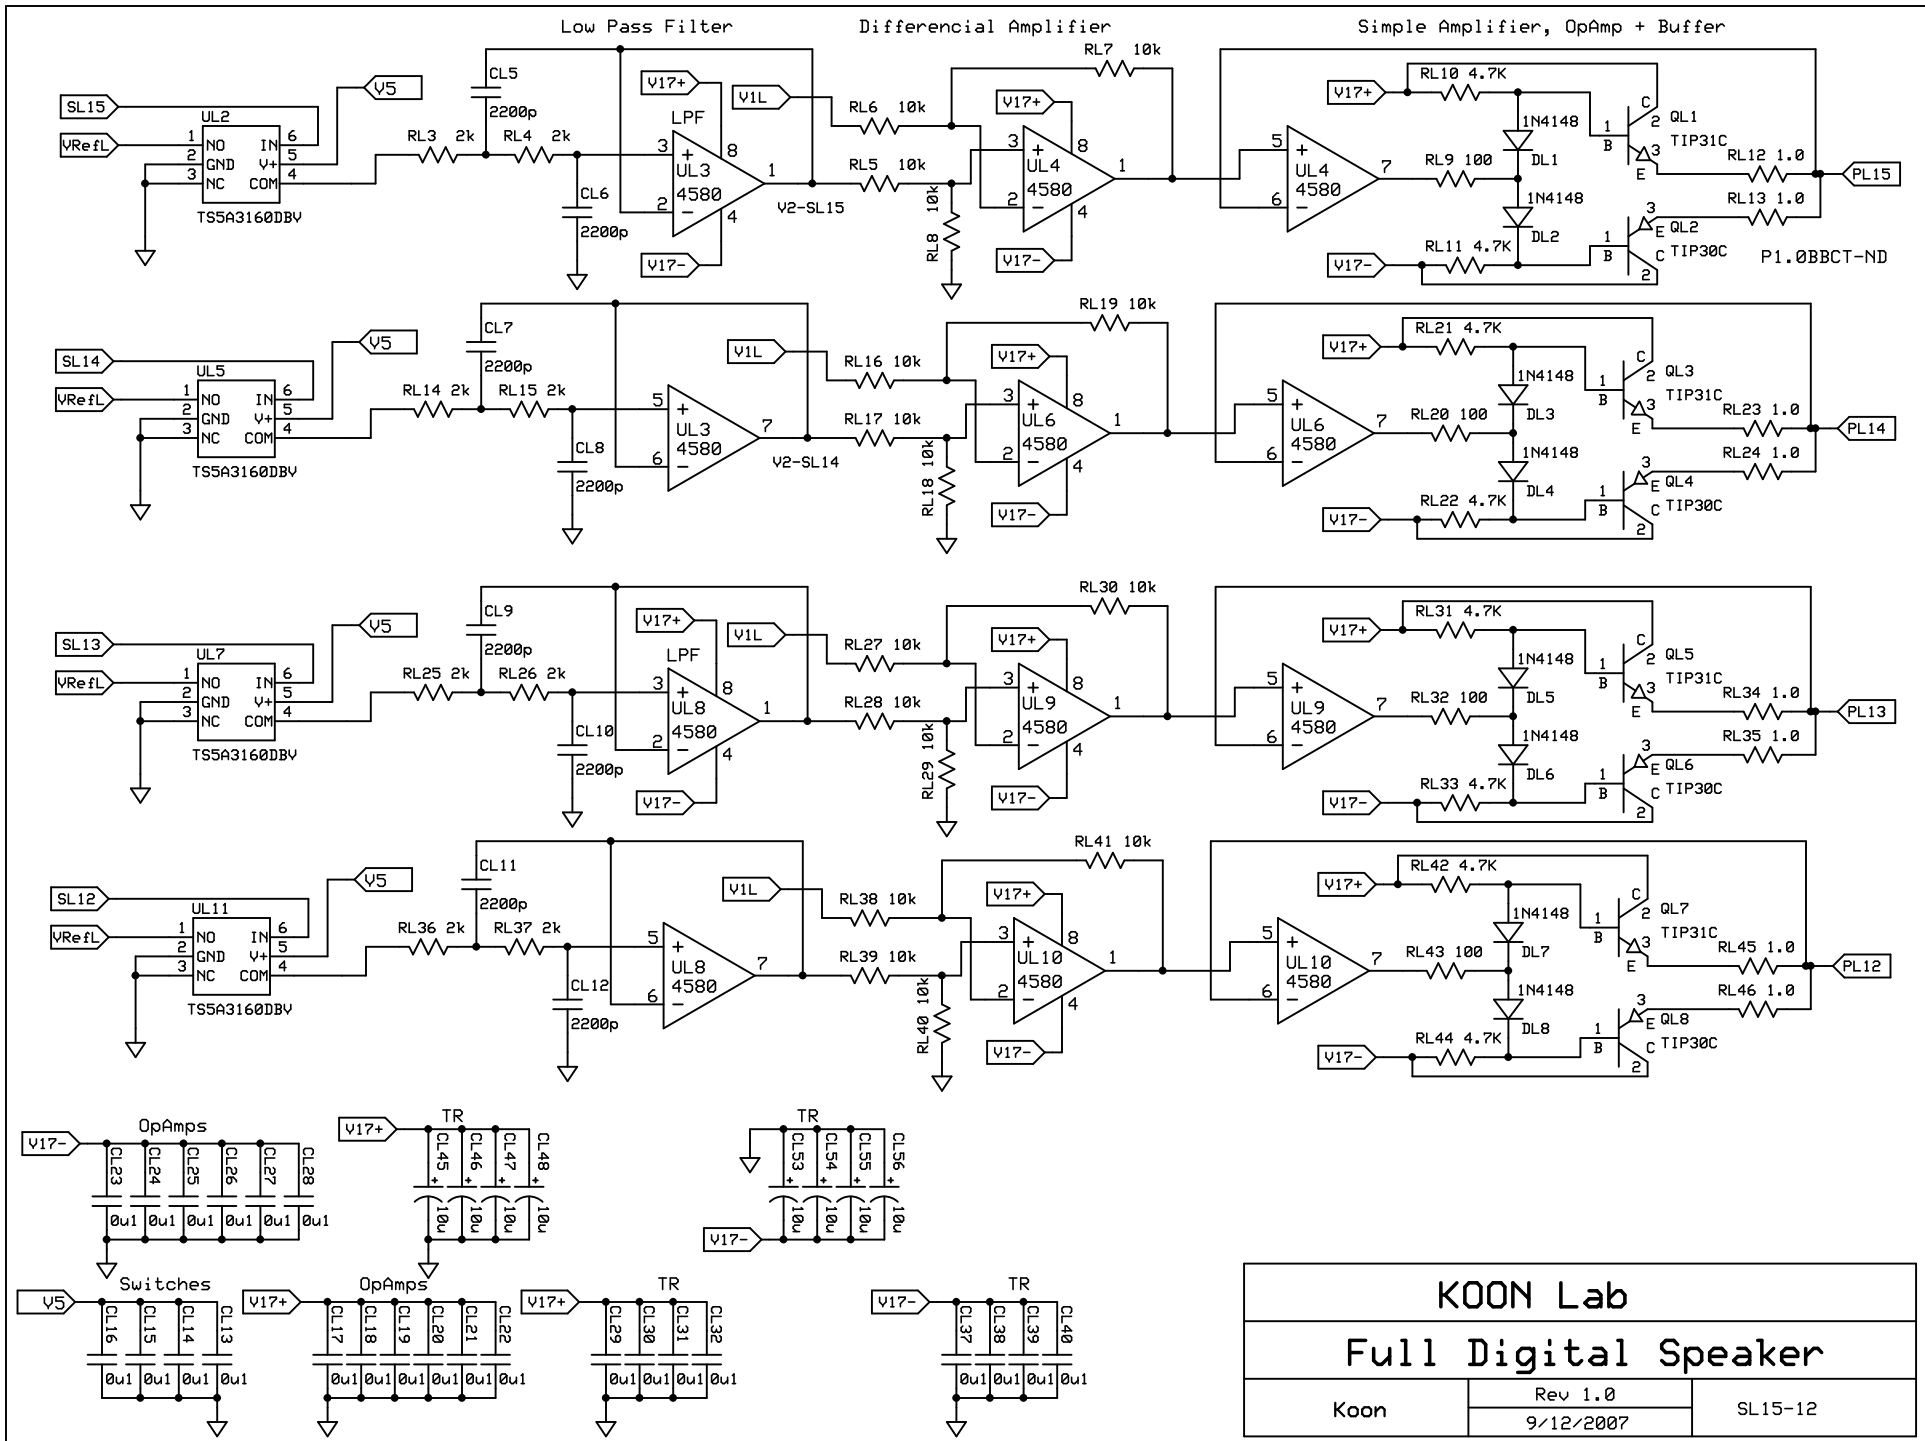 Low Pass Filter
Differencial Amplifier
Simple Amplifier, OpAmp + Buffer
SL15
VRefL
UL2
1 NO IN 6
2 GND V+ 5
3 NC COM 4
TS5A3160DBV
V5
CL5
2200p
RL3 2k
RL4 2k
CL6
2200p
V17+
LPF
3 + 8
UL3
4580
1
2 - 4
V17-
V2-SL15
V1L
RL6 10k
RL5 10k
RL8 10k
RL7 10k
V17+
3 + 8
UL4
4580
1
2 - 4
V17-
5 +
UL4
4580
7
6 -
V17+
RL10 4.7K
1N4148
DL1
RL9 100
1N4148
DL2
V17-
RL11 4.7K
1
B
C
2
3
E
QL1
TIP31C
1
B
3
E
C
2
QL2
TIP30C
RL12 1.0
RL13 1.0
PL15
P1.0BBCT-ND
SL14
VRefL
UL5
1 NO IN 6
2 GND V+ 5
3 NC COM 4
TS5A3160DBV
V5
CL7
2200p
RL14 2k
RL15 2k
CL8
2200p
5 +
UL3
4580
7
6 -
V2-SL14
V1L
RL16 10k
RL17 10k
RL18 10k
RL19 10k
V17+
3 + 8
UL6
4580
1
2 - 4
V17-
5 +
UL6
4580
7
6 -
V17+
RL21 4.7K
1N4148
DL3
RL20 100
1N4148
DL4
V17-
RL22 4.7K
1
B
C
2
3
E
QL3
TIP31C
1
B
3
E
C
2
QL4
TIP30C
RL23 1.0
RL24 1.0
PL14
SL13
VRefL
UL7
1 NO IN 6
2 GND V+ 5
3 NC COM 4
TS5A3160DBV
V5
CL9
2200p
RL25 2k
RL26 2k
CL10
2200p
V17+
LPF
3 + 8
UL8
4580
1
2 - 4
V17-
V1L
RL27 10k
RL28 10k
RL29 10k
RL30 10k
V17+
3 + 8
UL9
4580
1
2 - 4
V17-
5 +
UL9
4580
7
6 -
V17+
RL31 4.7K
1N4148
DL5
RL32 100
1N4148
DL6
V17-
RL33 4.7K
1
B
C
2
3
E
QL5
TIP31C
1
B
3
E
C
2
QL6
TIP30C
RL34 1.0
RL35 1.0
PL13
SL12
VRefL
UL11
1 NO IN 6
2 GND V+ 5
3 NC COM 4
TS5A3160DBV
V5
CL11
2200p
RL36 2k
RL37 2k
CL12
2200p
5 +
UL8
4580
7
6 -
V1L
RL38 10k
RL39 10k
RL40 10k
RL41 10k
V17+
3 + 8
UL10
4580
1
2 - 4
V17-
5 +
UL10
4580
7
6 -
V17+
RL42 4.7K
1N4148
DL7
RL43 100
1N4148
DL8
V17-
RL44 4.7K
1
B
C
2
3
E
QL7
TIP31C
1
B
3
E
C
2
QL8
TIP30C
RL45 1.0
RL46 1.0
PL12
OpAmps
V17-
CL23 CL24 CL25 CL26 CL27 CL28
0u1 0u1 0u1 0u1 0u1 0u1
TR
V17+
CL45 CL46 CL47 CL48
+ + + +
10u 10u 10u 10u
TR
CL53 CL54 CL55 CL56
+ + + +
10u 10u 10u 10u
V17-
Switches
V5
CL16 CL15 CL14 CL13
0u1 0u1 0u1 0u1
OpAmps
V17+
CL17 CL18 CL19 CL20 CL21 CL22
0u1 0u1 0u1 0u1 0u1 0u1
TR
V17+
CL29 CL30 CL31 CL32
0u1 0u1 0u1 0u1
TR
V17-
CL37 CL38 CL39 CL40
0u1 0u1 0u1 0u1
KOON Lab
Full Digital Speaker
Koon
Rev 1.0
9/12/2007
SL15-12